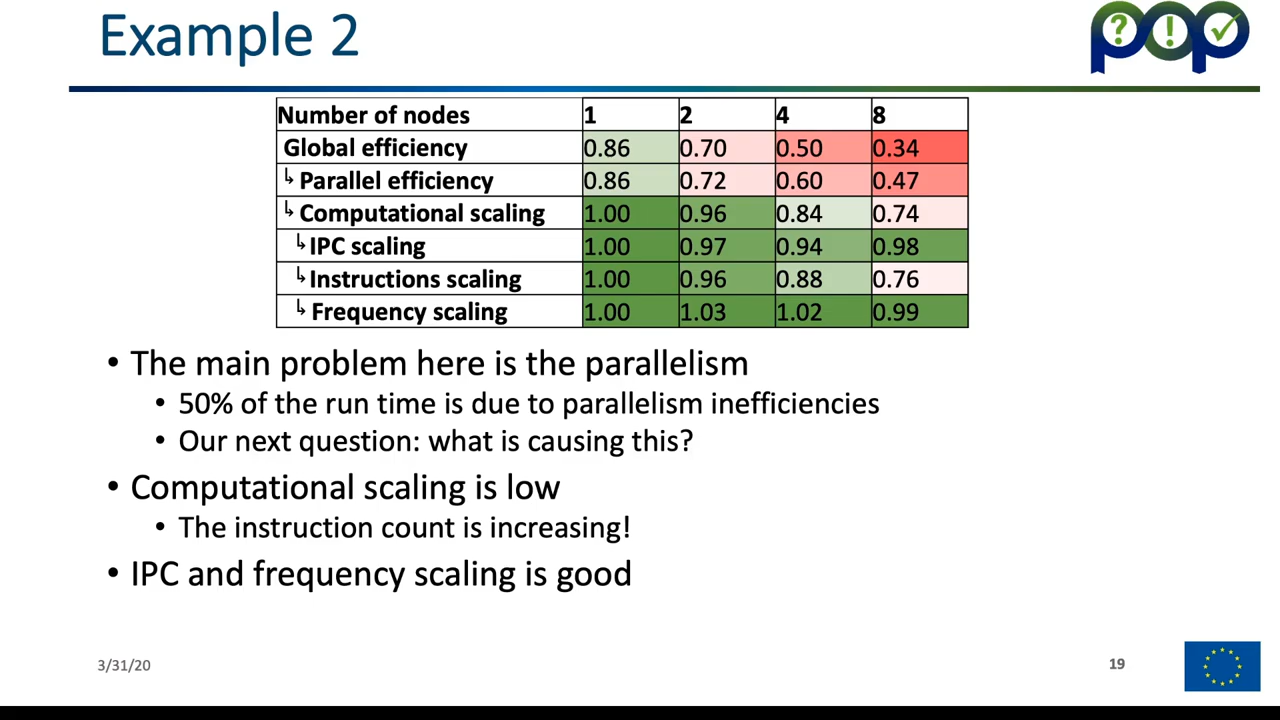 Example 2
? ! ✓
pop
Number of nodes 1 2 4 8
Global efficiency 0.86 0.70 0.50 0.34
↳ Parallel efficiency 0.86 0.72 0.60 0.47
↳ Computational scaling 1.00 0.96 0.84 0.74
↳ IPC scaling 1.00 0.97 0.94 0.98
↳ Instructions scaling 1.00 0.96 0.88 0.76
↳ Frequency scaling 1.00 1.03 1.02 0.99
• The main problem here is the parallelism
• 50% of the run time is due to parallelism inefficiencies
• Our next question: what is causing this?
• Computational scaling is low
• The instruction count is increasing!
• IPC and frequency scaling is good
3/31/20
19